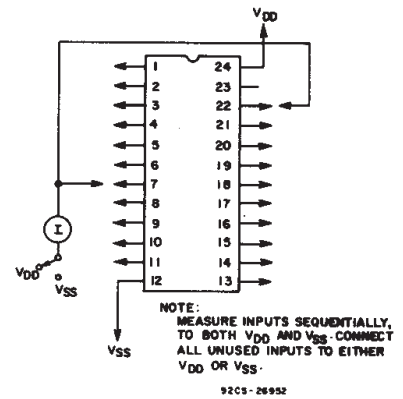 VDD
1 24
2 23
3 22
4 21
5 20
6 19
7 18
8 17
9 16
10 15
11 14
12 13
I
VDD
VSS
VSS
NOTE:
MEASURE INPUTS SEQUENTIALLY,
TO BOTH VDD AND VSS. CONNECT
ALL UNUSED INPUTS TO EITHER
VDD OR VSS.
92CS-26952